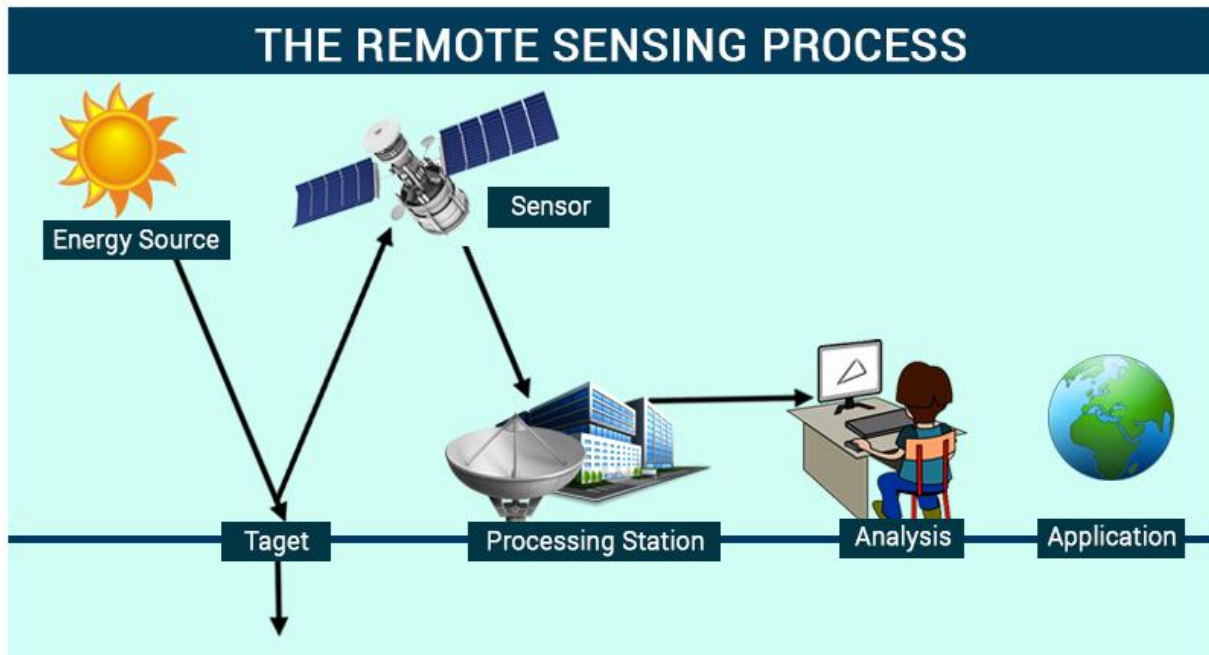 THE REMOTE SENSING PROCESS
Energy Source
Sensor
Taget
Processing Station
Analysis
Application